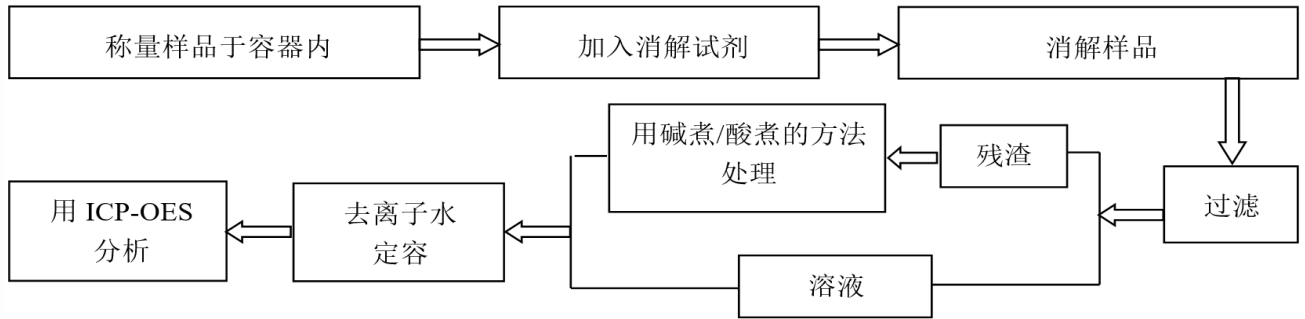 称量样品于容器内
加入消解试剂
消解样品
过滤
残渣
用碱煮/酸煮的方法
处理
溶液
去离子水
定容
用 ICP-OES
分析